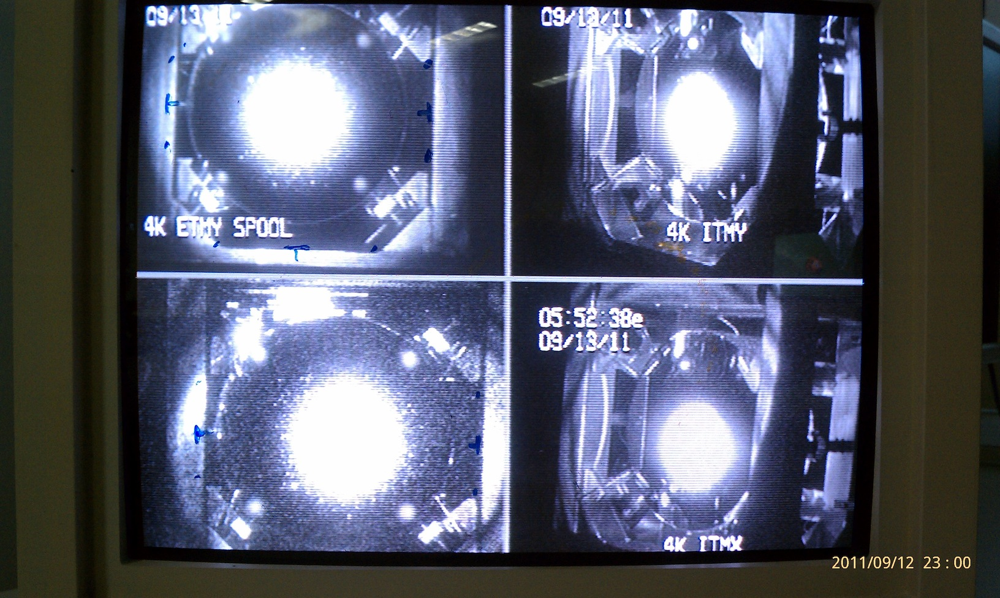 09/13/11
09/13/11
4K ETMY SPOOL
4K ITMY
05:52:38e
09/13/11
4K ITMX
2011/09/12 23:00